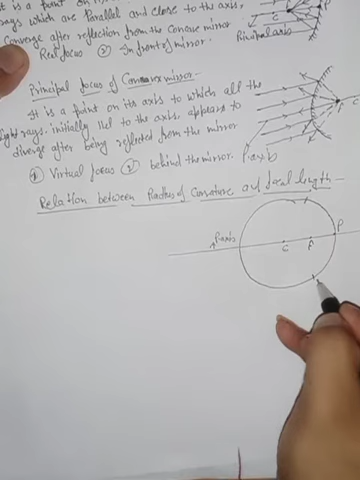 It is a point on
rays which are Parallel and close to the axis,
Converge after reflection from the Concave mirror.
Real focus ② In front of mirror.
C
P
Principal axis
Principal focus of Convex mirror -
It is a point on its axis to which all the
light rays initially llel to the axis, appears to
diverge after being reflected from the mirror
① Virtual focus ② behind the mirror.
P.axis
F
Relation between Radius of Curvature and focal length -
P.axis
C
F
P